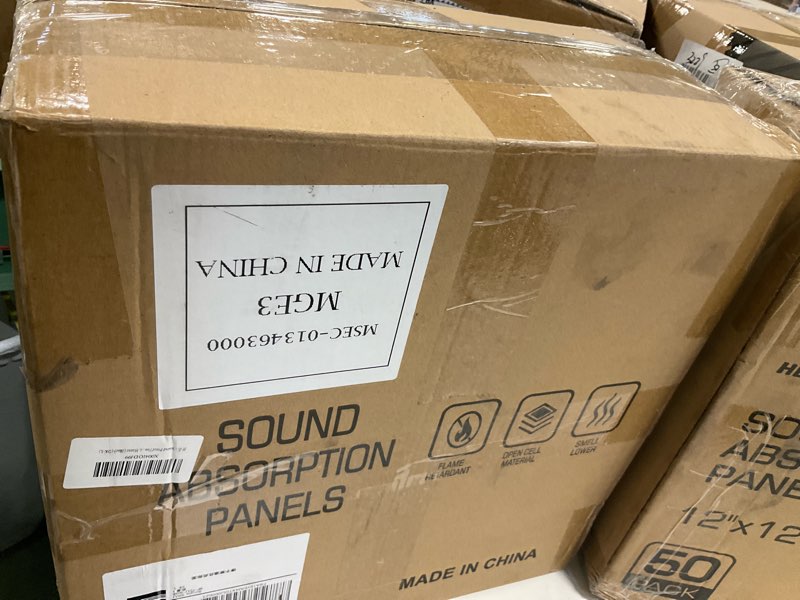 MSEC-013463000
MGE3
MADE IN CHINA
SOUND
ABSORPTION
PANELS
FLAME
RETARDANT
OPEN CELL
MATERIAL
SMELL
LOWER
MADE IN CHINA
SO
ABS
PANE
12"x12
50
PACK